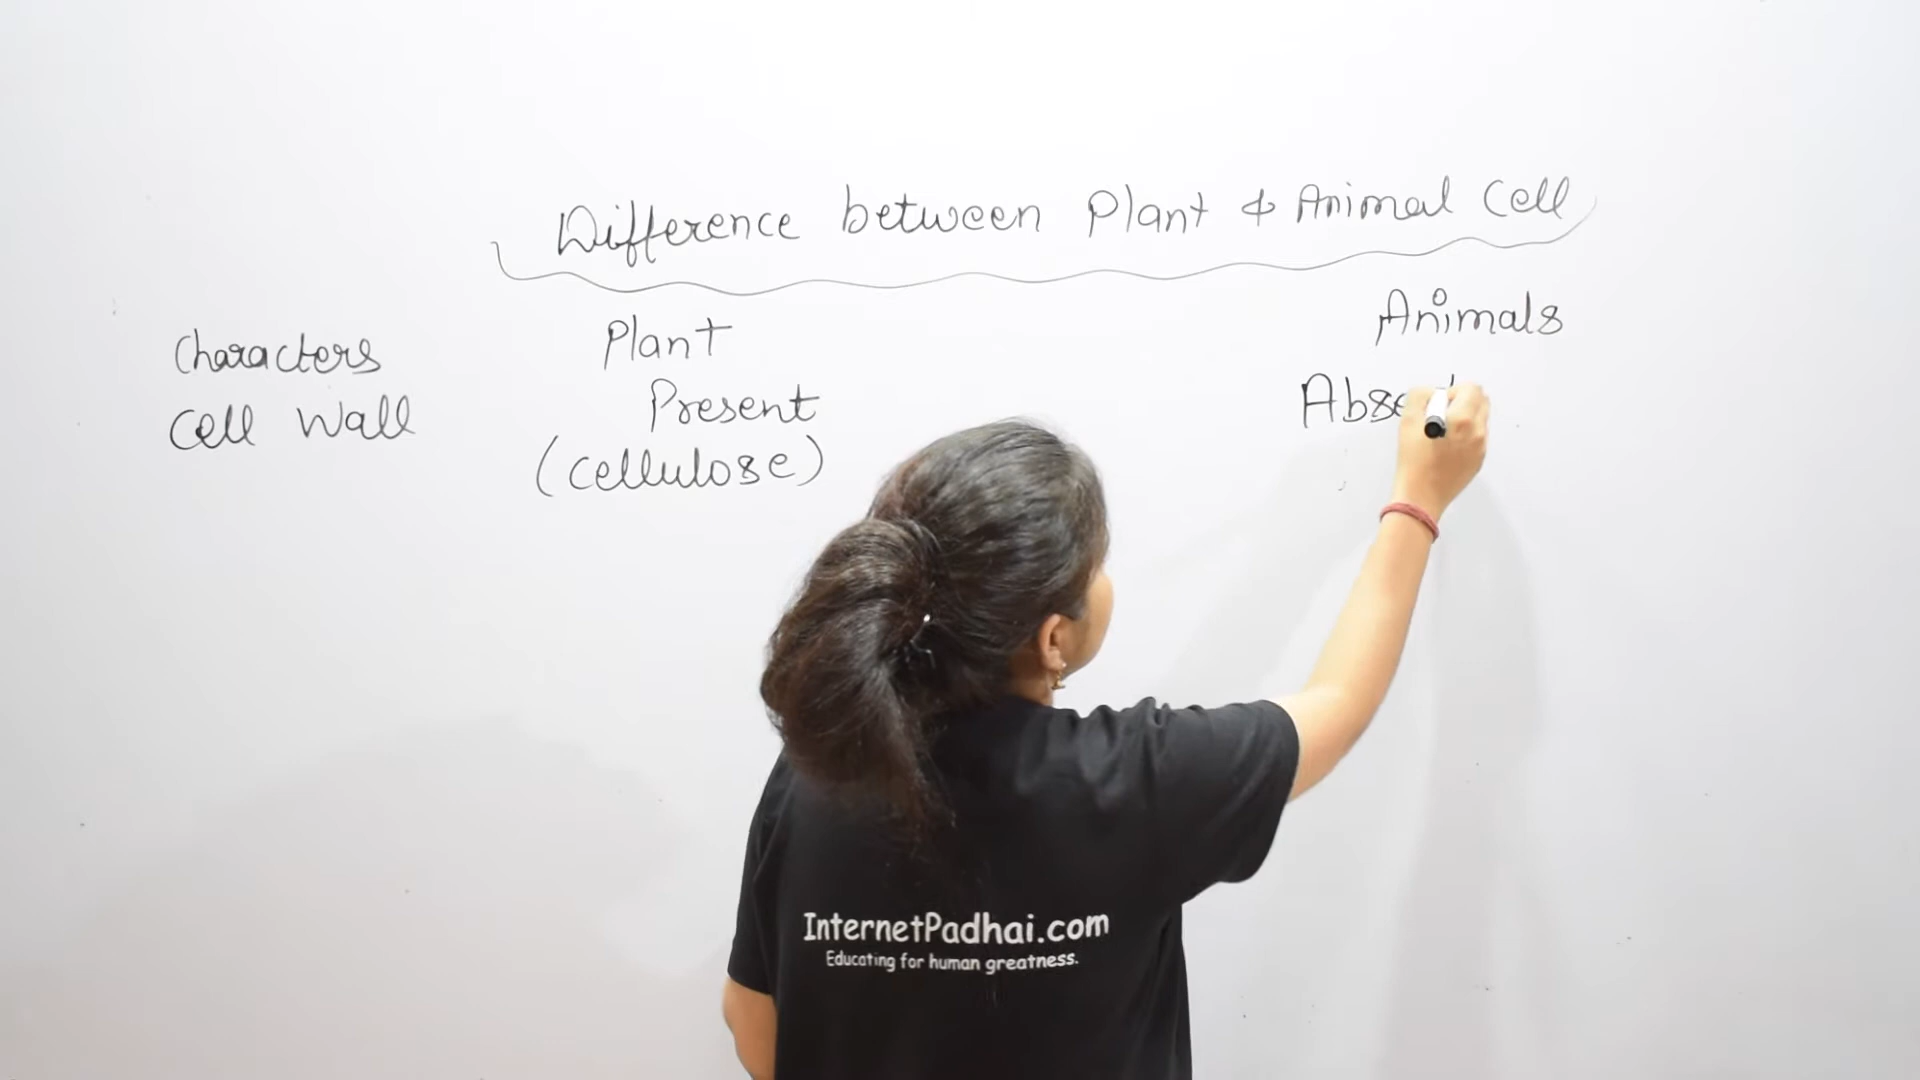 Difference between Plant & Animal Cell
Characters Plant Animals
Cell Wall Present
(cellulose)
InternetPadhai.com
Educating for human greatness.